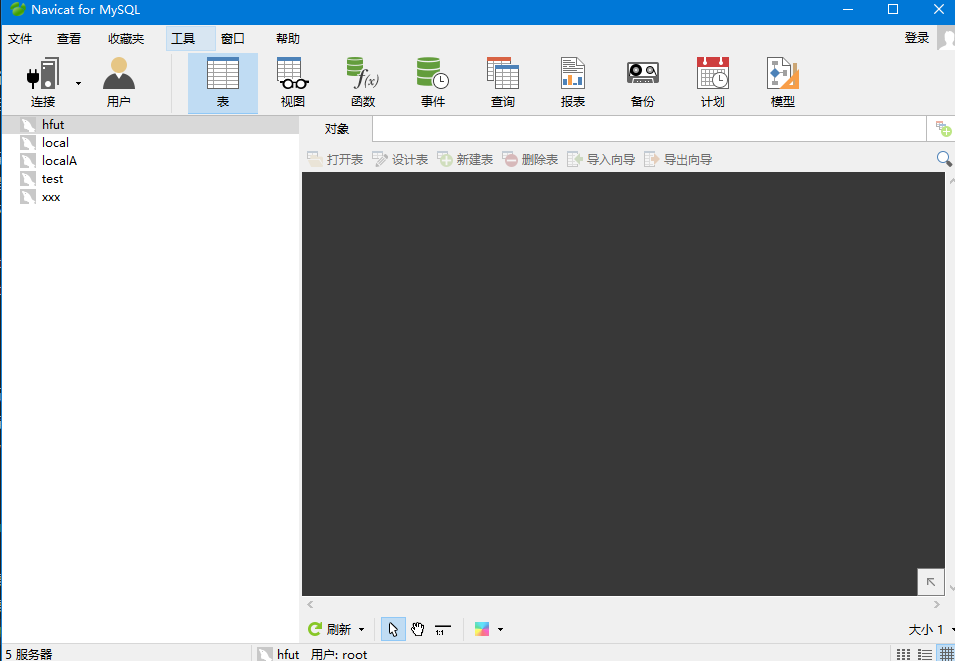 Navicat for MySQL
文件 查看 收藏夹 工具 窗口 帮助 登录
连接 用户 表 视图 函数 事件 查询 报表 备份 计划 模型
hfut
local
localA
test
xxx
对象
打开表 设计表 新建表 删除表 导入向导 导出向导
刷新 1:1 大小 1
5 服务器 hfut 用户: root